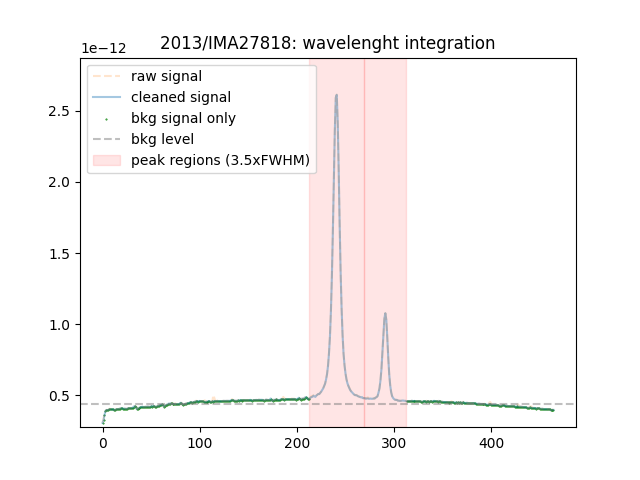 2013/IMA27818: wavelenght integration
1e−12
raw signal
cleaned signal
bkg signal only
bkg level
peak regions (3.5xFWHM)
2.5
2.0
1.5
1.0
0.5
0 100 200 300 400